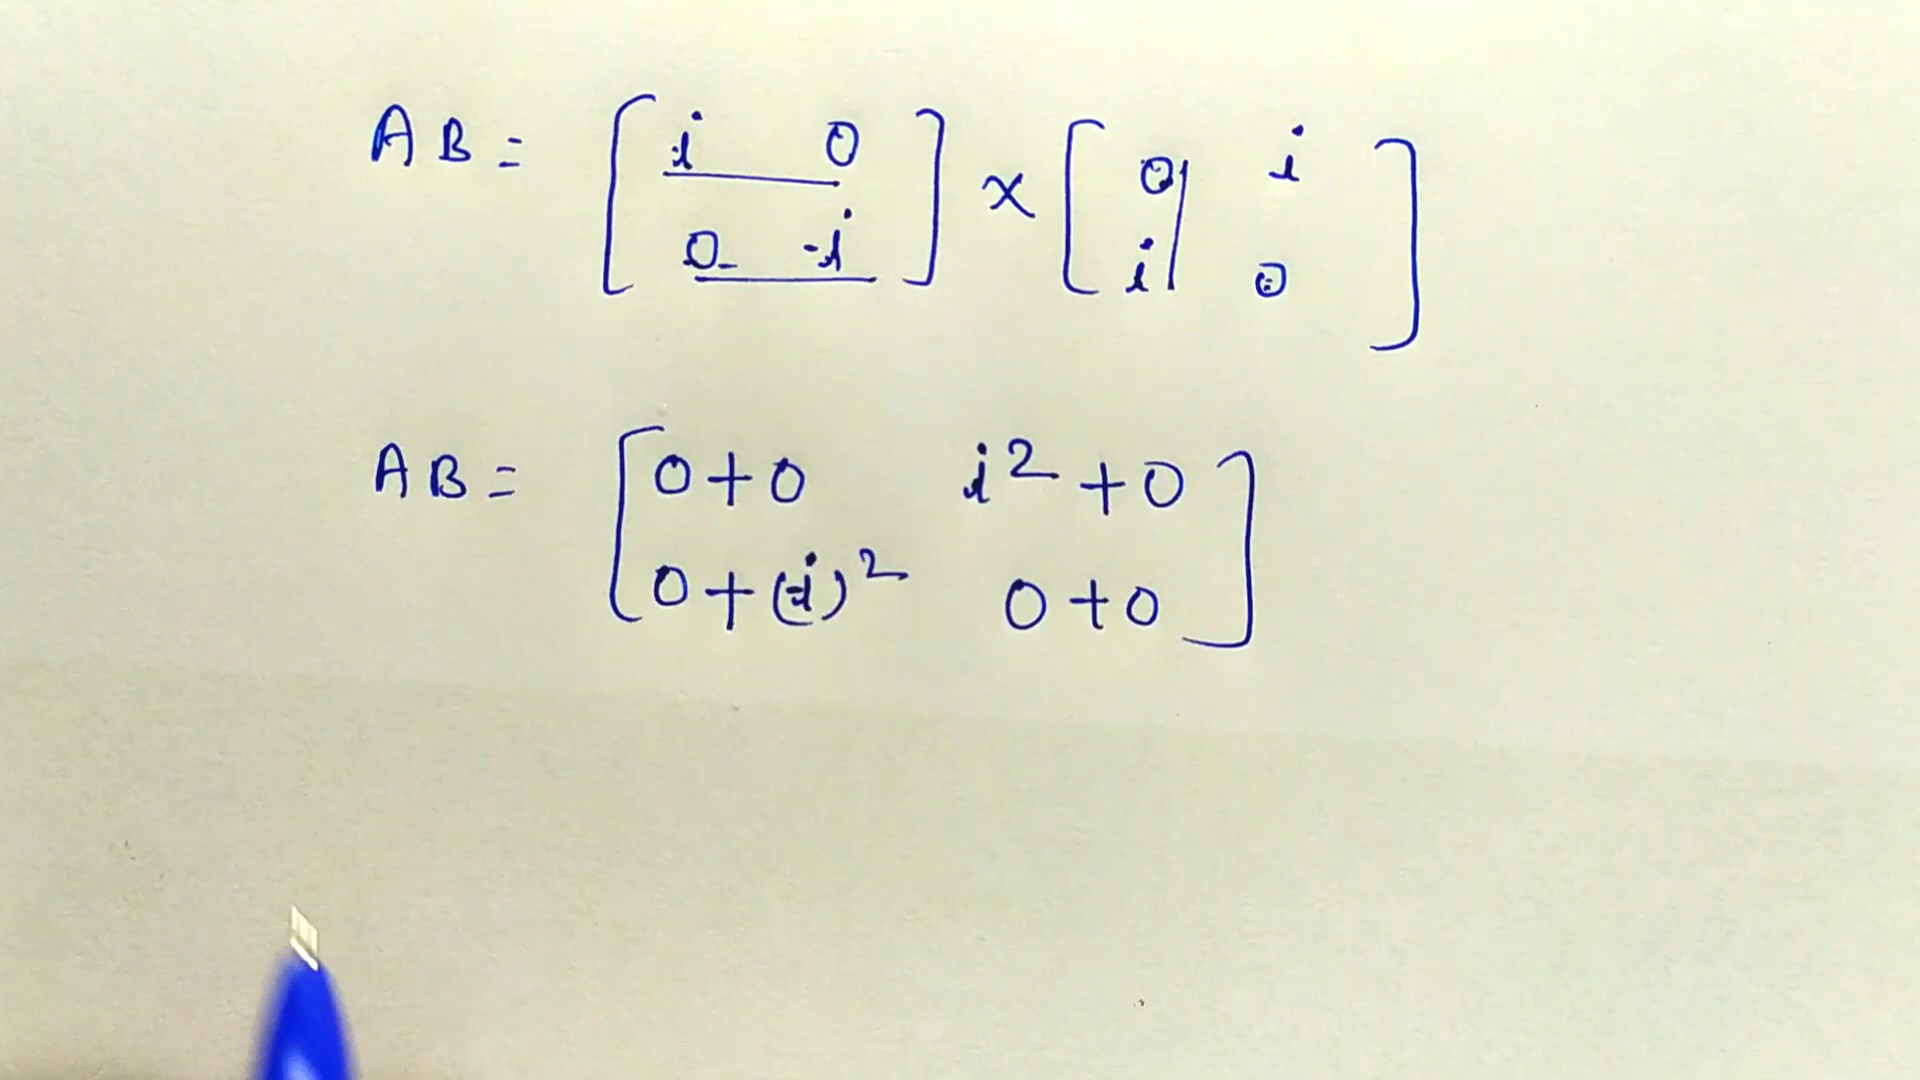 AB = [ i 0 ] × [ 0 i ]
0 -i i 0
AB = [ 0+0 i² + 0 ]
0+(-i)² 0+0